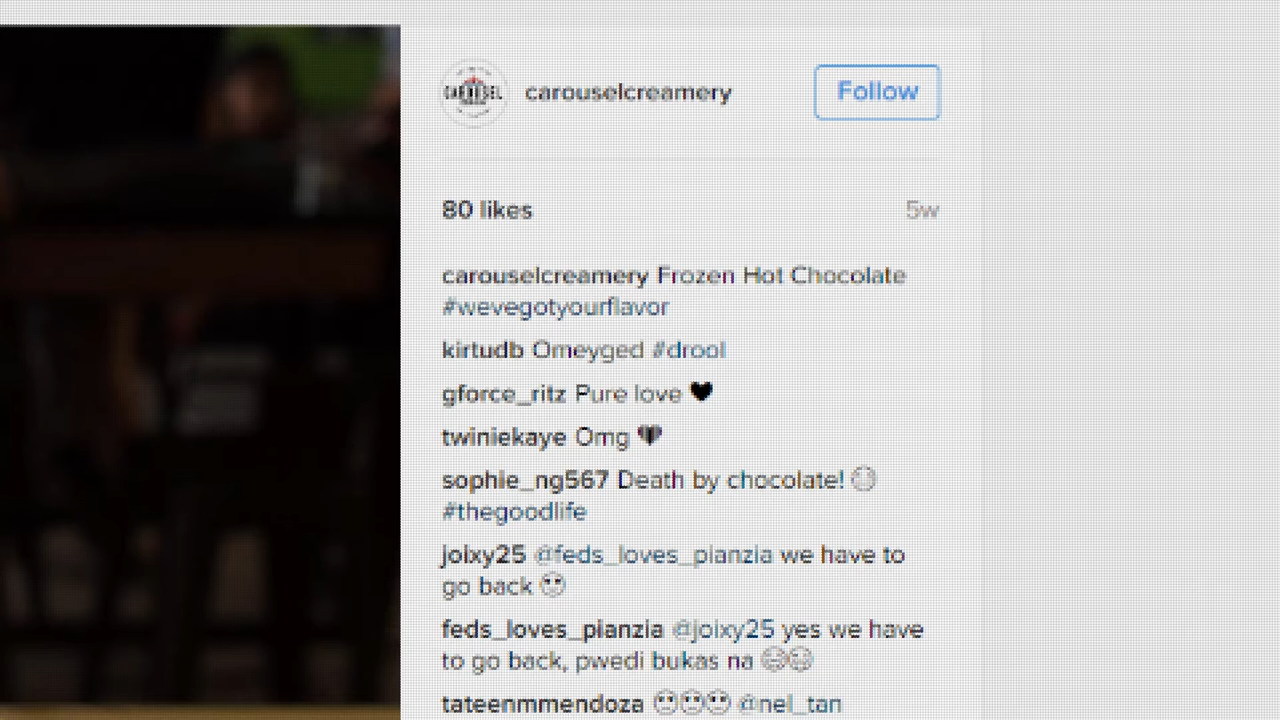 carouselcreamery
Follow
80 likes
5w
carouselcreamery Frozen Hot Chocolate
#wevegotyourflavor
kirtudb Omeyged #drool
gforce_ritz Pure love 🖤
twiniekaye Omg 💔
sophie_ng567 Death by chocolate!
#thegoodlife
joixy25 @feds_loves_pianzia we have to
go back
feds_loves_pianzia @joixy25 yes we have
to go back, pwedi bukas na
tateenmmendoza @nel_tan